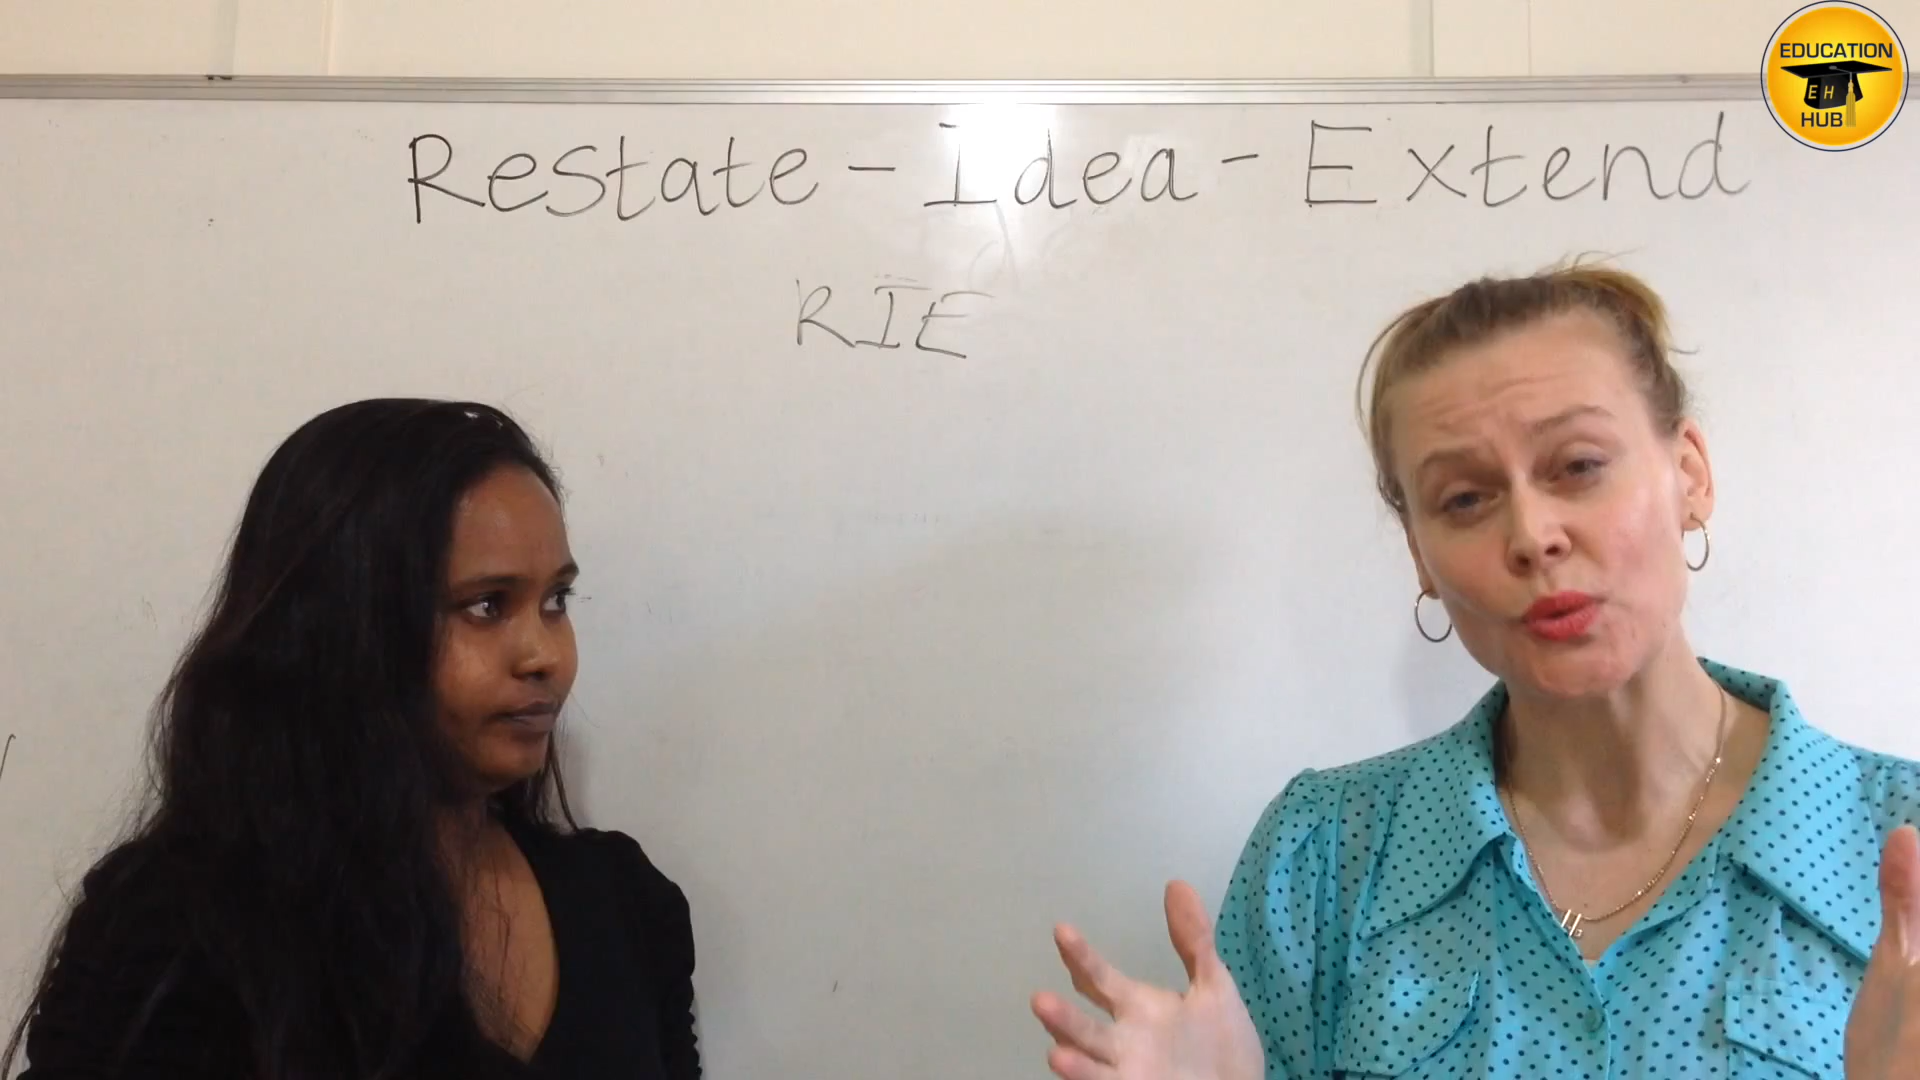 Restate - Idea - Extend
RIE
EDUCATION
EH
HUB